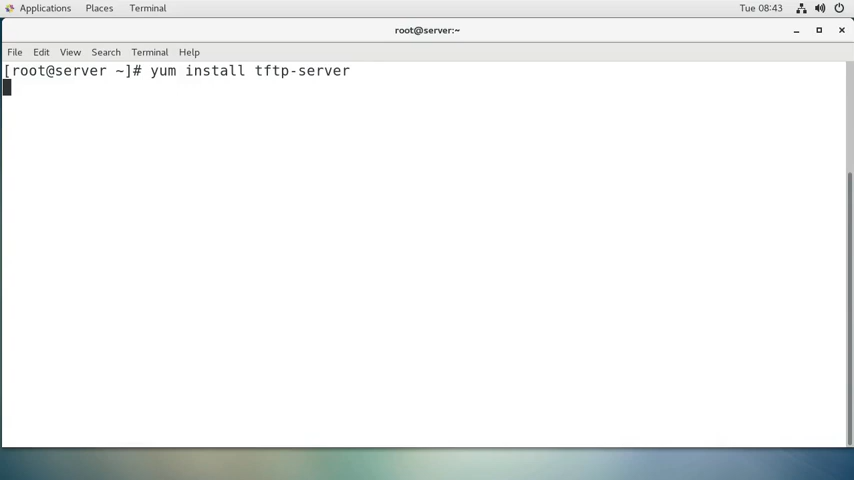 Applications Places Terminal Tue 08:43
root@server:~
File Edit View Search Terminal Help
[root@server ~]# yum install tftp-server